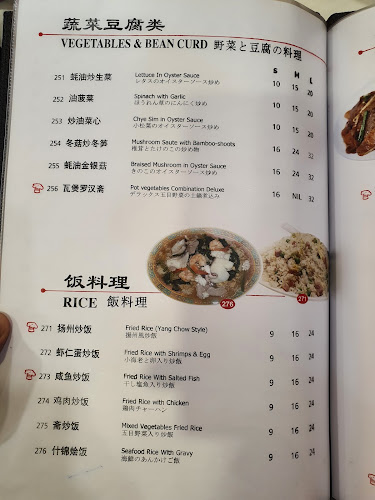 蔬菜豆腐类
VEGETABLES & BEAN CURD 野菜と豆腐の料理
S M L
251 蚝油炒生菜 Lettuce In Oyster Sauce 10 15 20
レタスのオイスターソース炒め
252 油菠菜 Spinach with Garlic 10 15 20
ほうれん草のにんにく炒め
253 炒油菜心 Chye Sim in Oyster Sauce 10 15 20
小松菜のオイスターソース炒め
254 冬菇炒冬笋 Mushroom Saute with Bamboo-shoots 16 24 32
椎茸とたけのこの炒め物
255 蚝油金银菇 Braised Mushroom in Oyster Sauce 16 24 32
きのこのオイスターソース炒め
256 瓦煲罗汉斋 Pot vegetables Combination Deluxe 16 NIL 32
デラックス五目野菜の土鍋煮込み
276
271
饭料理
RICE 飯料理
S M L
271 扬州炒饭 Fried Rice (Yang Chow Style) 9 16 24
揚州風炒飯
272 虾仁蛋炒饭 Fried Rice with Shrimps & Egg 9 16 24
小海老と卵入り炒飯
273 咸鱼炒饭 Fried Rice With Salted Fish 9 16 24
干し塩魚入り炒飯
274 鸡肉炒饭 Fried Rice with Chicken 9 16 24
鶏肉チャーハン
275 斋炒饭 Mixed Vegetables Fried Rice 9 16 24
五目野菜入り炒飯
276 什锦烩饭 Seafood Rice With Gravy 9 16 24
海鮮のあんかけご飯